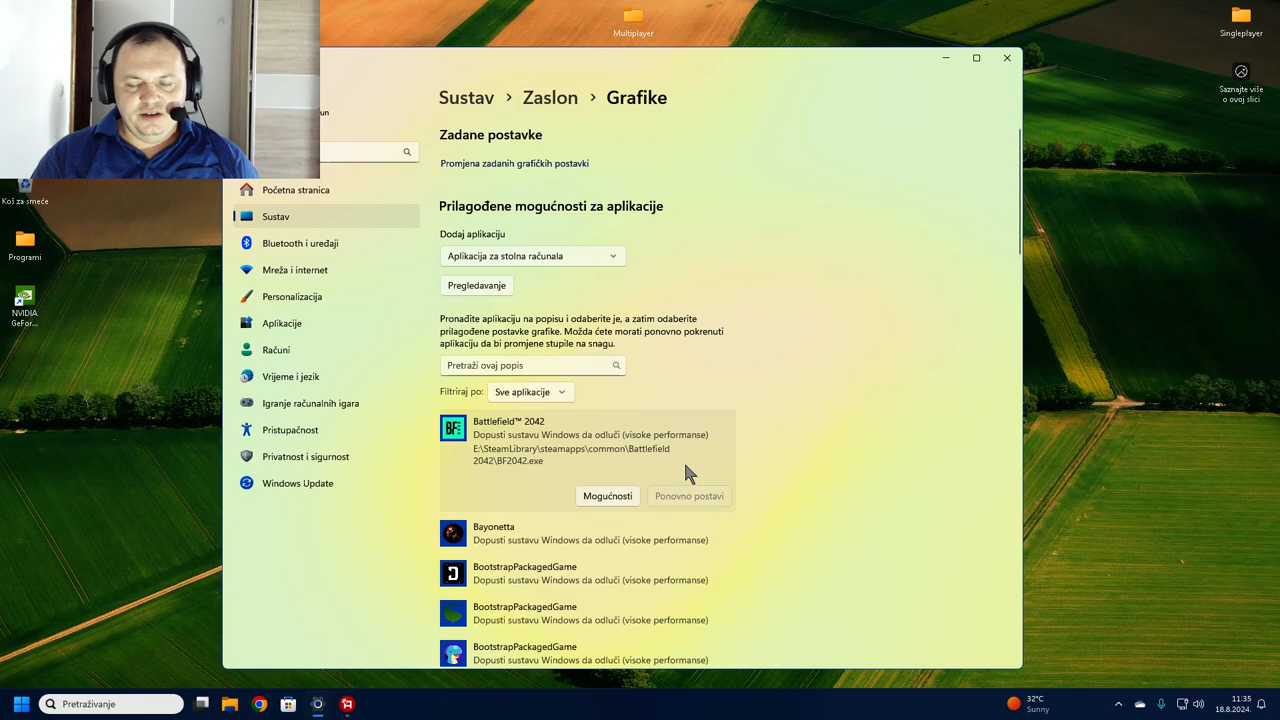 Multiplayer
Singleplayer
Saznajte više
o ovoj slici
Koš za smeće
Programi
NVIDIA
GeFor...
un
Početna stranica
Sustav
Bluetooth i uređaji
Mreža i internet
Personalizacija
Aplikacije
Računi
Vrijeme i jezik
Igranje računalnih igara
Pristupačnost
Privatnost i sigurnost
Windows Update
Sustav > Zaslon > Grafike
Zadane postavke
Promjena zadanih grafičkih postavki
Prilagođene mogućnosti za aplikacije
Dodaj aplikaciju
Aplikacija za stolna računala
Pregledavanje
Pronađite aplikaciju na popisu i odaberite je, a zatim odaberite
prilagođene postavke grafike. Možda ćete morati ponovno pokrenuti
aplikaciju da bi promjene stupile na snagu.
Pretraži ovaj popis
Filtriraj po: Sve aplikacije
BF
Battlefield™ 2042
Dopusti sustavu Windows da odluči (visoke performanse)
E:\SteamLibrary\steamapps\common\Battlefield
2042\BF2042.exe
Mogućnosti Ponovno postavi
Bayonetta
Dopusti sustavu Windows da odluči (visoke performanse)
BootstrapPackagedGame
Dopusti sustavu Windows da odluči (visoke performanse)
BootstrapPackagedGame
Dopusti sustavu Windows da odluči (visoke performanse)
BootstrapPackagedGame
Dopusti sustavu Windows da odluči (visoke performanse)
Pretraživanje
32°C
Sunny
11:35
18.8.2024.